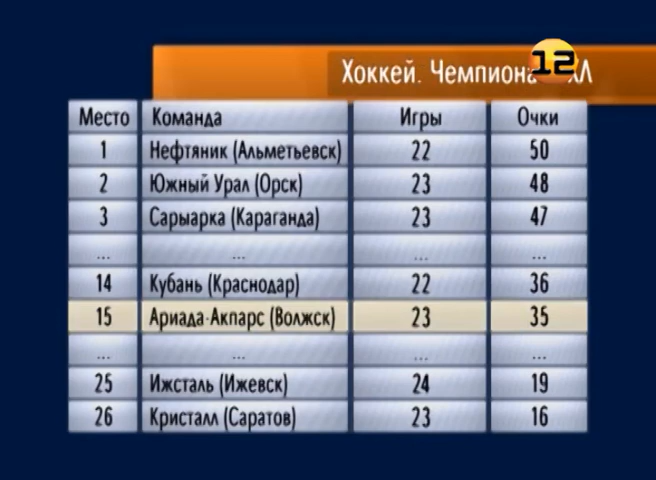 12
Хоккей. Чемпиона
Место Команда Игры Очки
1 Нефтяник (Альметьевск) 22 50
2 Южный Урал (Орск) 23 48
3 Сарыарка (Караганда) 23 47
... ... ... ...
14 Кубань (Краснодар) 22 36
15 Ариада-Акпарс (Волжск) 23 35
... ... ... ...
25 Ижсталь (Ижевск) 24 19
26 Кристалл (Саратов) 23 16